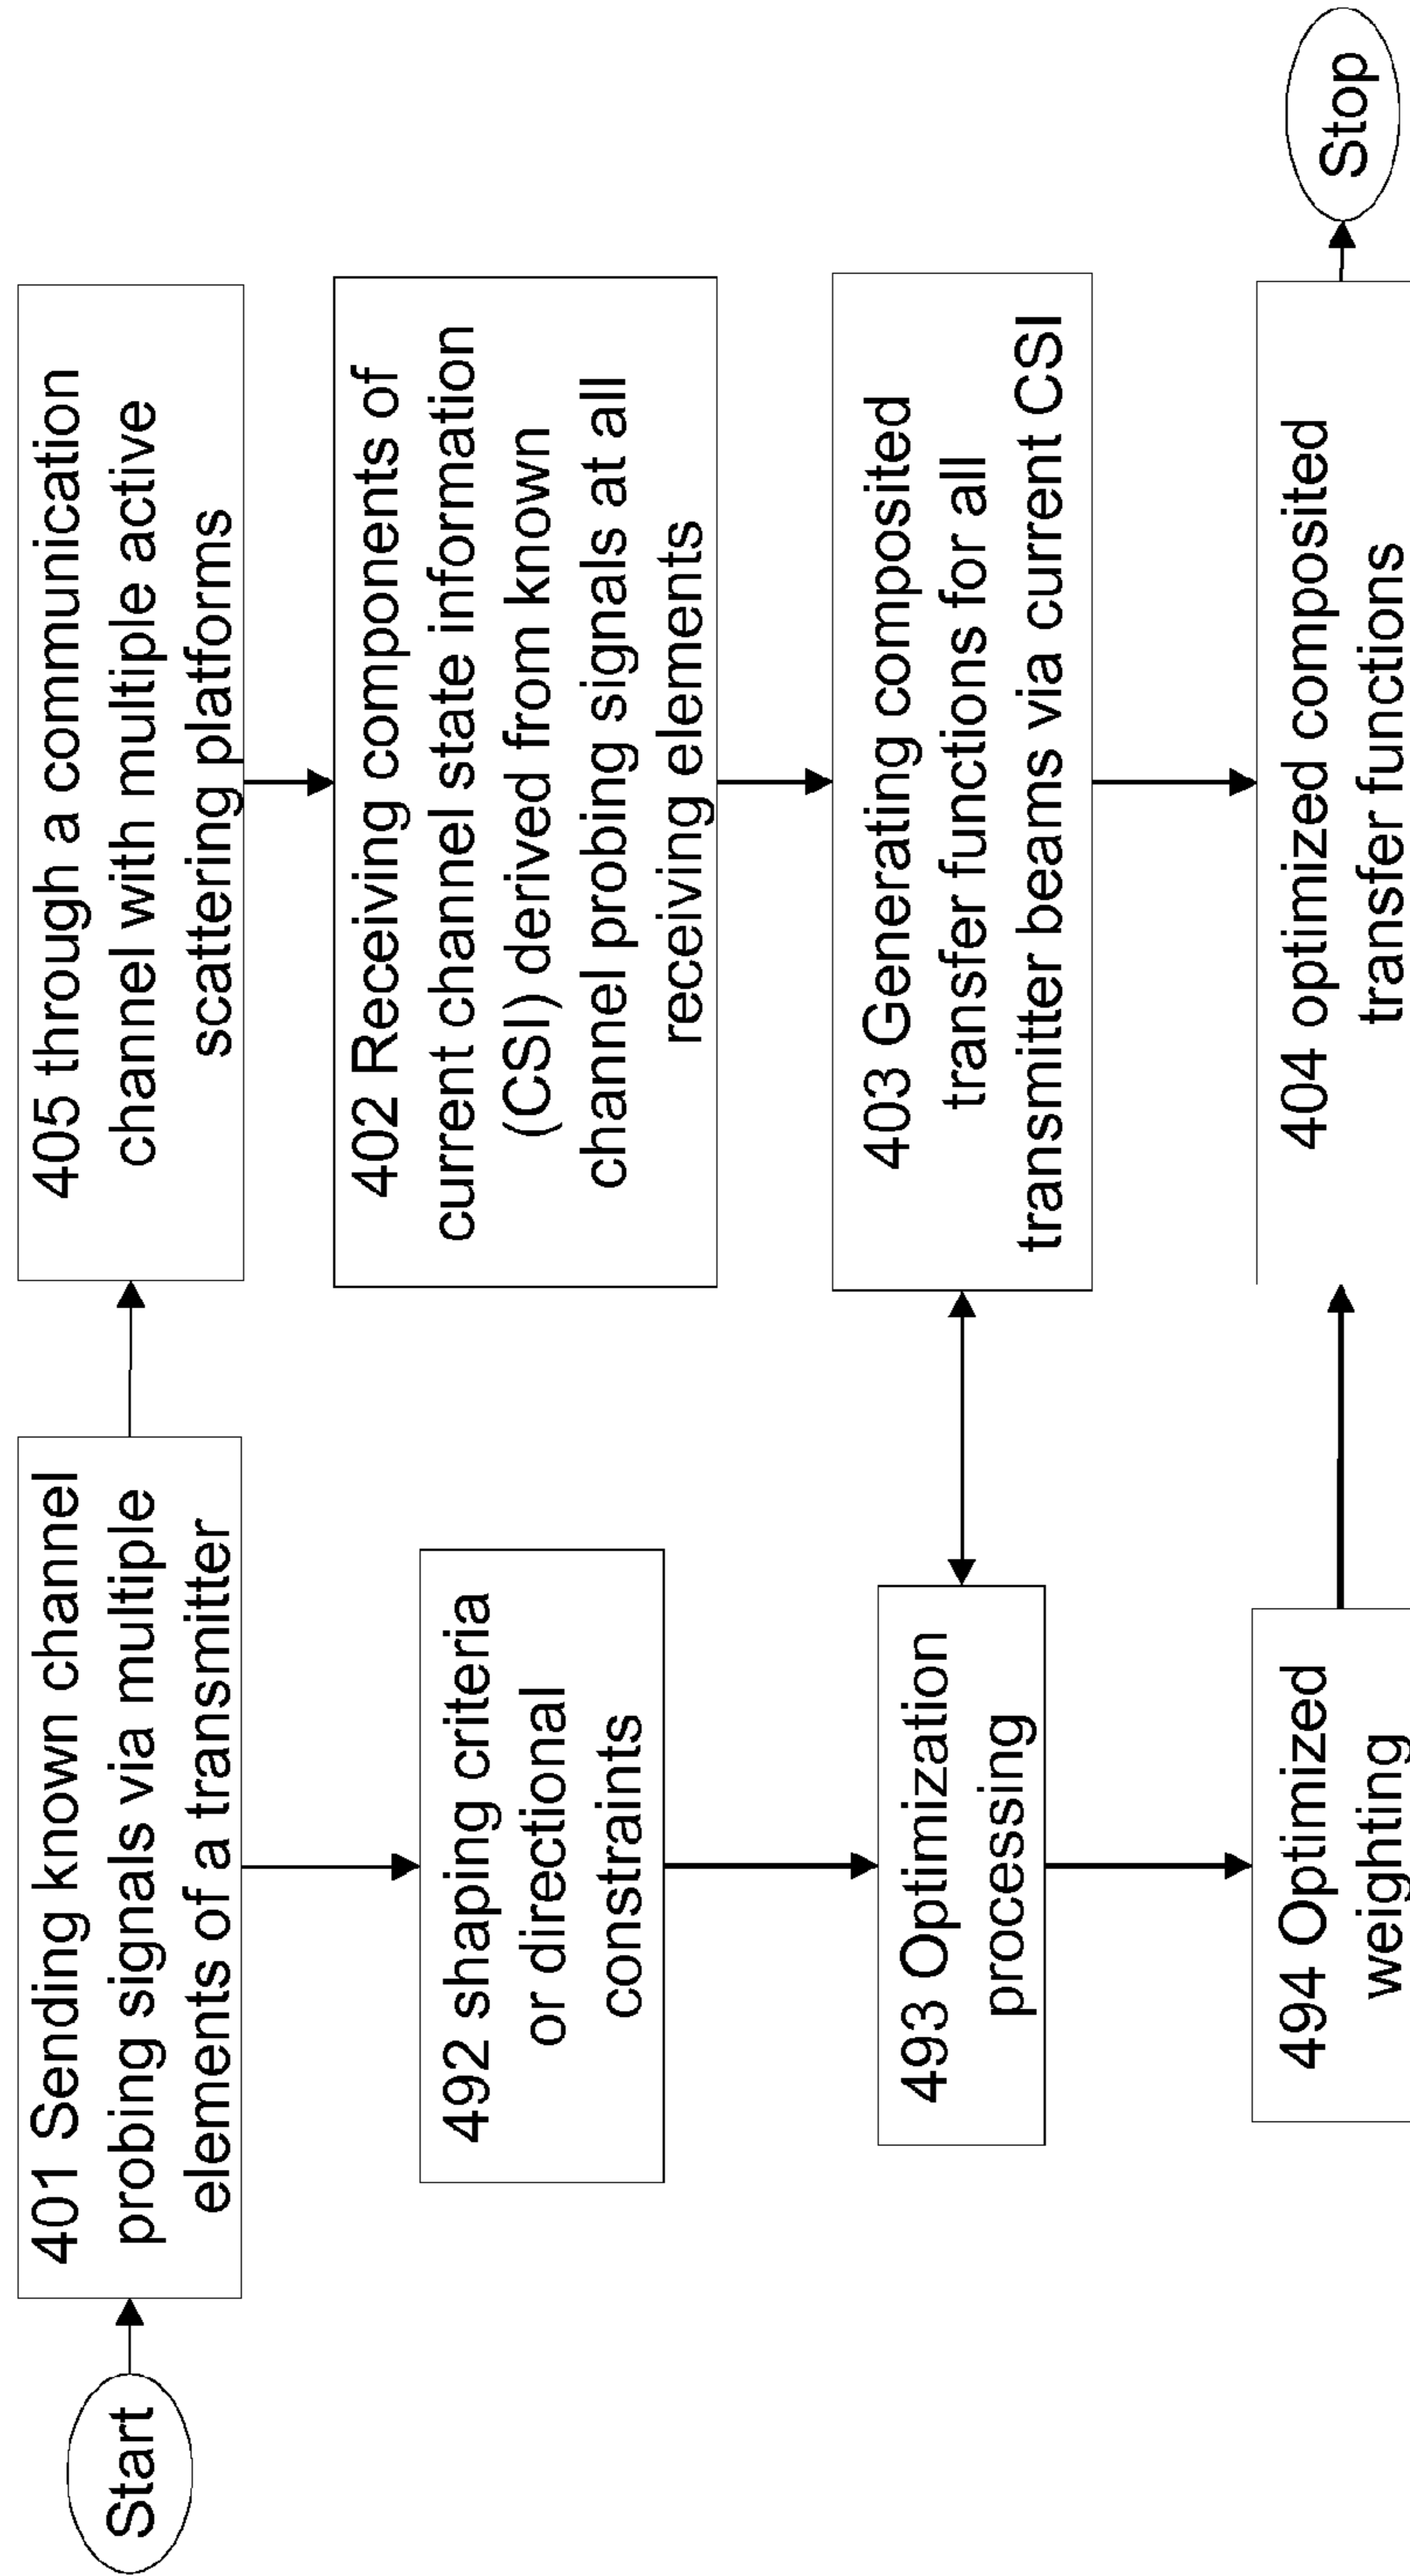 Start
401 Sending known channel
probing signals via multiple
elements of a transmitter
405 through a communication
channel with multiple active
scattering platforms
492 shaping criteria
or directional
constraints
402 Receiving components of
current channel state information
(CSI) derived from known
channel probing signals at all
receiving elements
493 Optimization
processing
403 Generating composited
transfer functions for all
transmitter beams via current CSI
494 Optimized
weighting
404 optimized composited
transfer functions
Stop